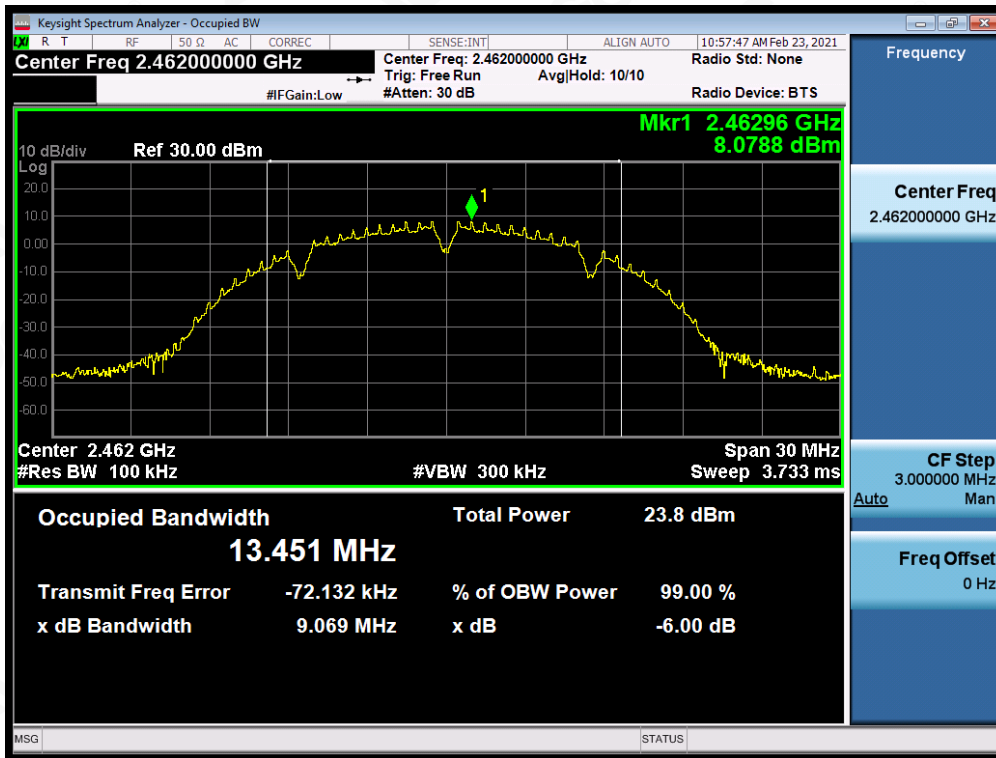 Keysight Spectrum Analyzer - Occupied BW
LXI R T RF 50 Ω AC CORREC SENSE:INT ALIGN AUTO 10:57:47 AM Feb 23, 2021
Center Freq 2.462000000 GHz
Center Freq: 2.462000000 GHz Radio Std: None
Trig: Free Run Avg|Hold: 10/10
#IFGain:Low #Atten: 30 dB Radio Device: BTS
Mkr1 2.46296 GHz
8.0788 dBm
10 dB/div Ref 30.00 dBm
Log
20.0
1
10.0
0.00
-10.0
-20.0
-30.0
-40.0
-50.0
-60.0
Center 2.462 GHz Span 30 MHz
#Res BW 100 kHz #VBW 300 kHz Sweep 3.733 ms
Occupied Bandwidth Total Power 23.8 dBm
13.451 MHz
Transmit Freq Error -72.132 kHz % of OBW Power 99.00 %
x dB Bandwidth 9.069 MHz x dB -6.00 dB
MSG STATUS
Frequency
Center Freq
2.462000000 GHz
CF Step
3.000000 MHz
Auto Man
Freq Offset
0 Hz